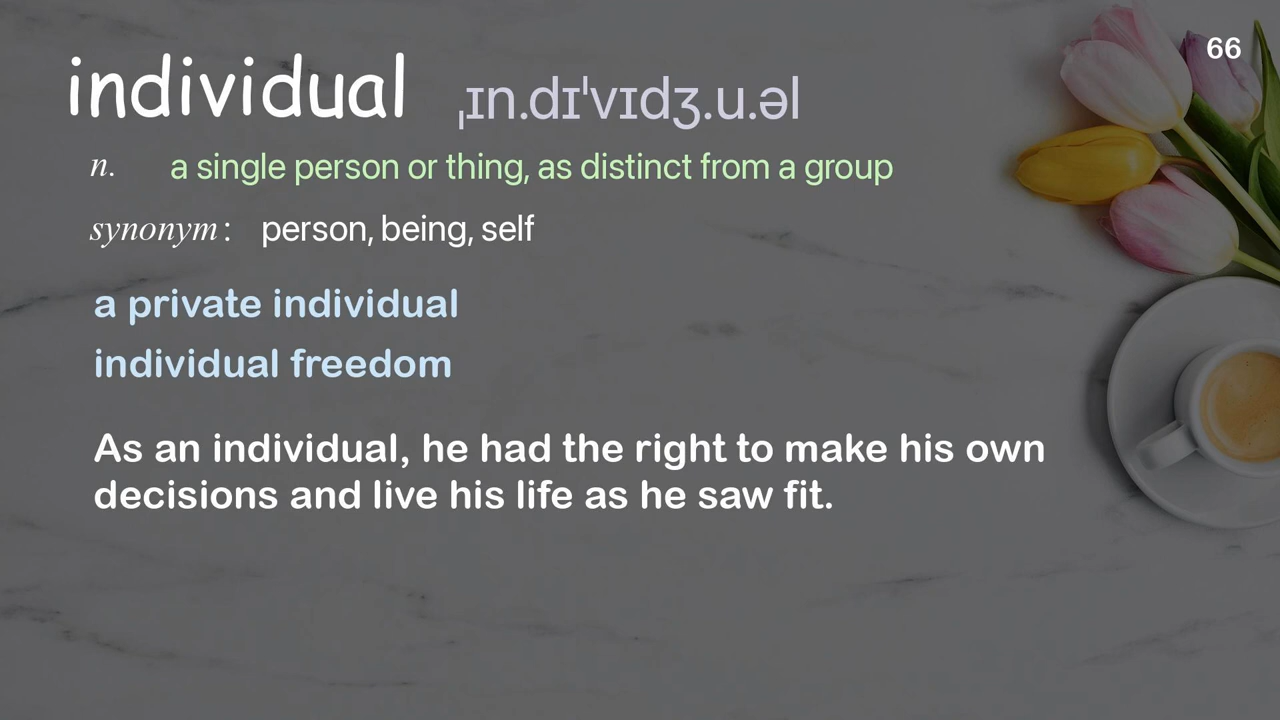 66
individual ˌɪn.dɪˈvɪdʒ.u.əl
n. a single person or thing, as distinct from a group
synonym: person, being, self
a private individual
individual freedom
As an individual, he had the right to make his own
decisions and live his life as he saw fit.